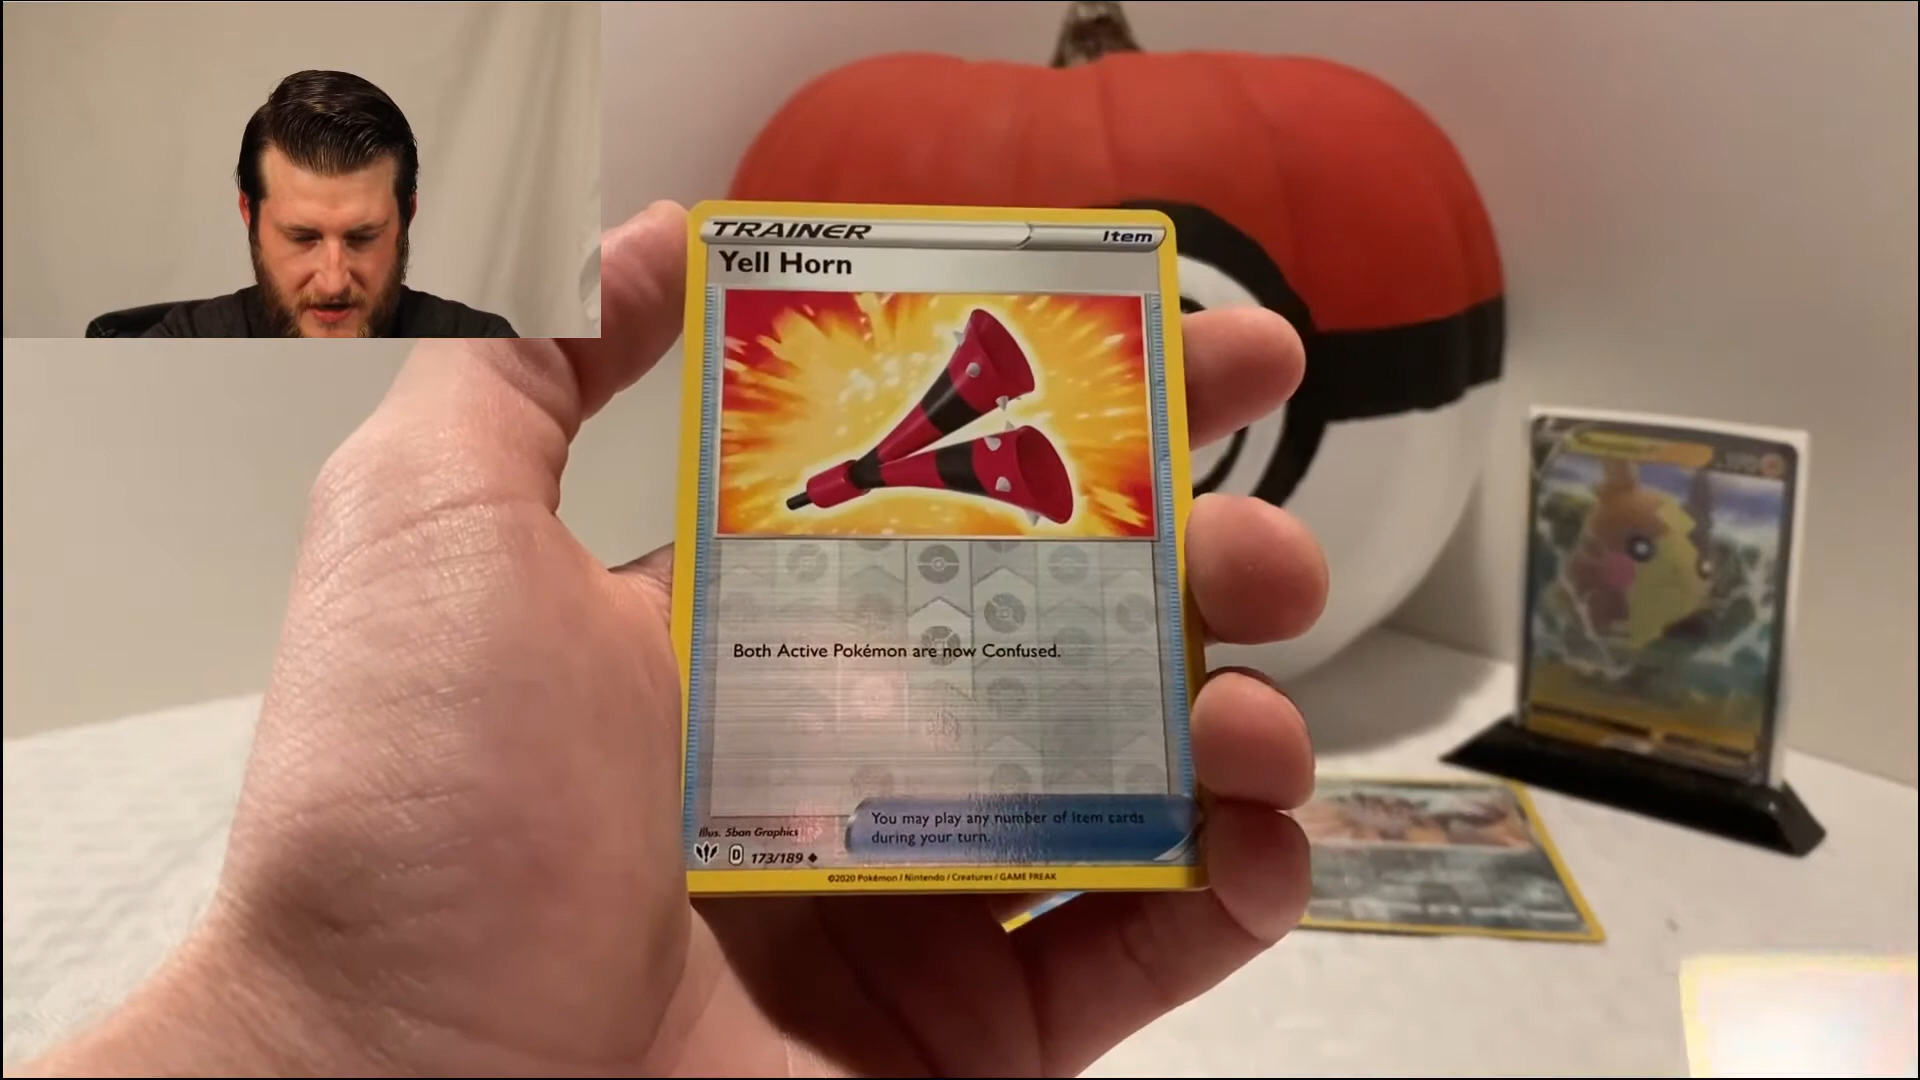 TRAINER
Item
Yell Horn
Both Active Pokémon are now Confused.
You may play any number of Item cards
during your turn.
Illus. 5ban Graphics
D 173/189
©2020 Pokémon / Nintendo / Creatures / GAME FREAK